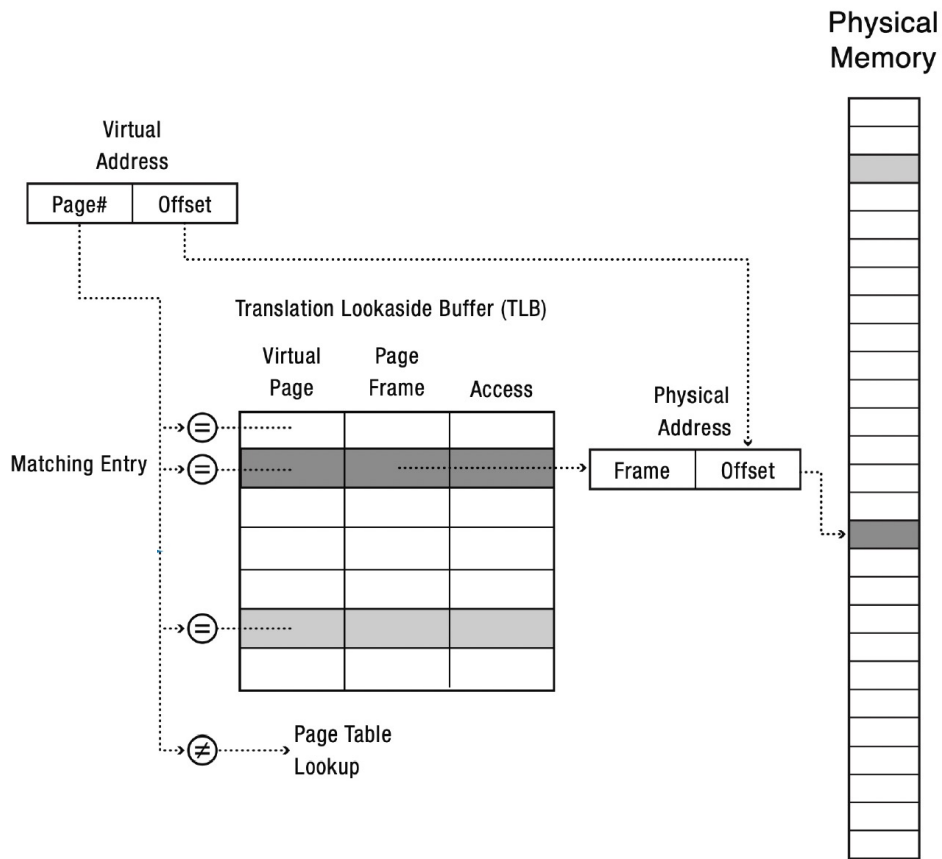 Physical
Memory
Virtual
Address
Page# Offset
Translation Lookaside Buffer (TLB)
Virtual
Page
Page
Frame
Access
Physical
Address
=
Matching Entry
=
Frame Offset
=
≠
Page Table
Lookup